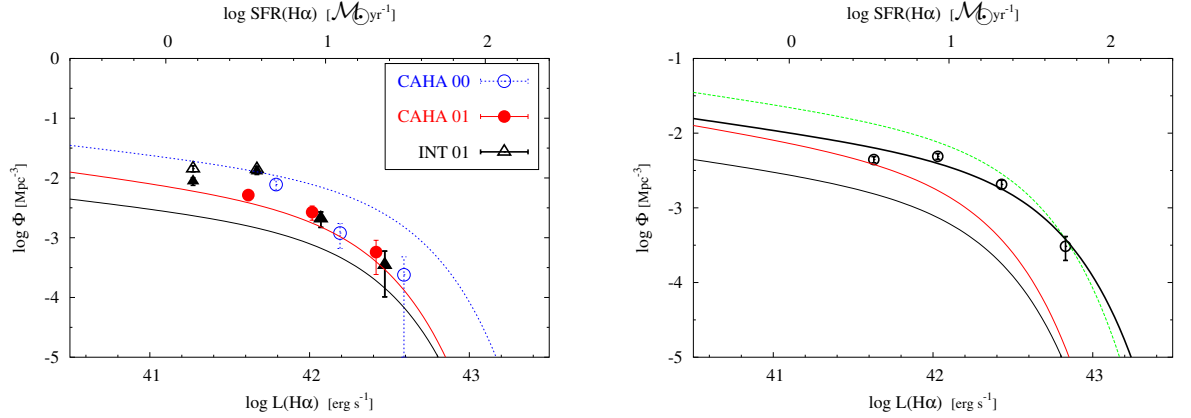 log SFR(Hα) [ℳ☉yr⁻¹]
0 1 2
0
-1
-2
-3
-4
-5
log Φ [Mpc⁻³]
CAHA 00
CAHA 01
INT 01
41 42 43
log L(Hα) [erg s⁻¹]
log SFR(Hα) [ℳ☉yr⁻¹]
0 1 2
-1
-2
-3
-4
-5
log Φ [Mpc⁻³]
41 42 43
log L(Hα) [erg s⁻¹]